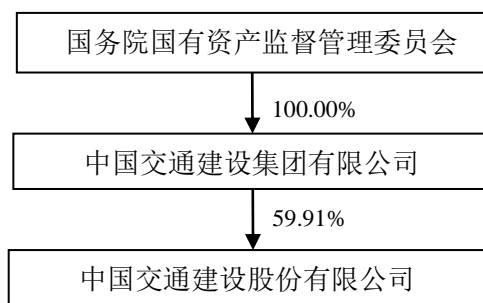 国务院国有资产监督管理委员会
100.00%
中国交通建设集团有限公司
59.91%
中国交通建设股份有限公司